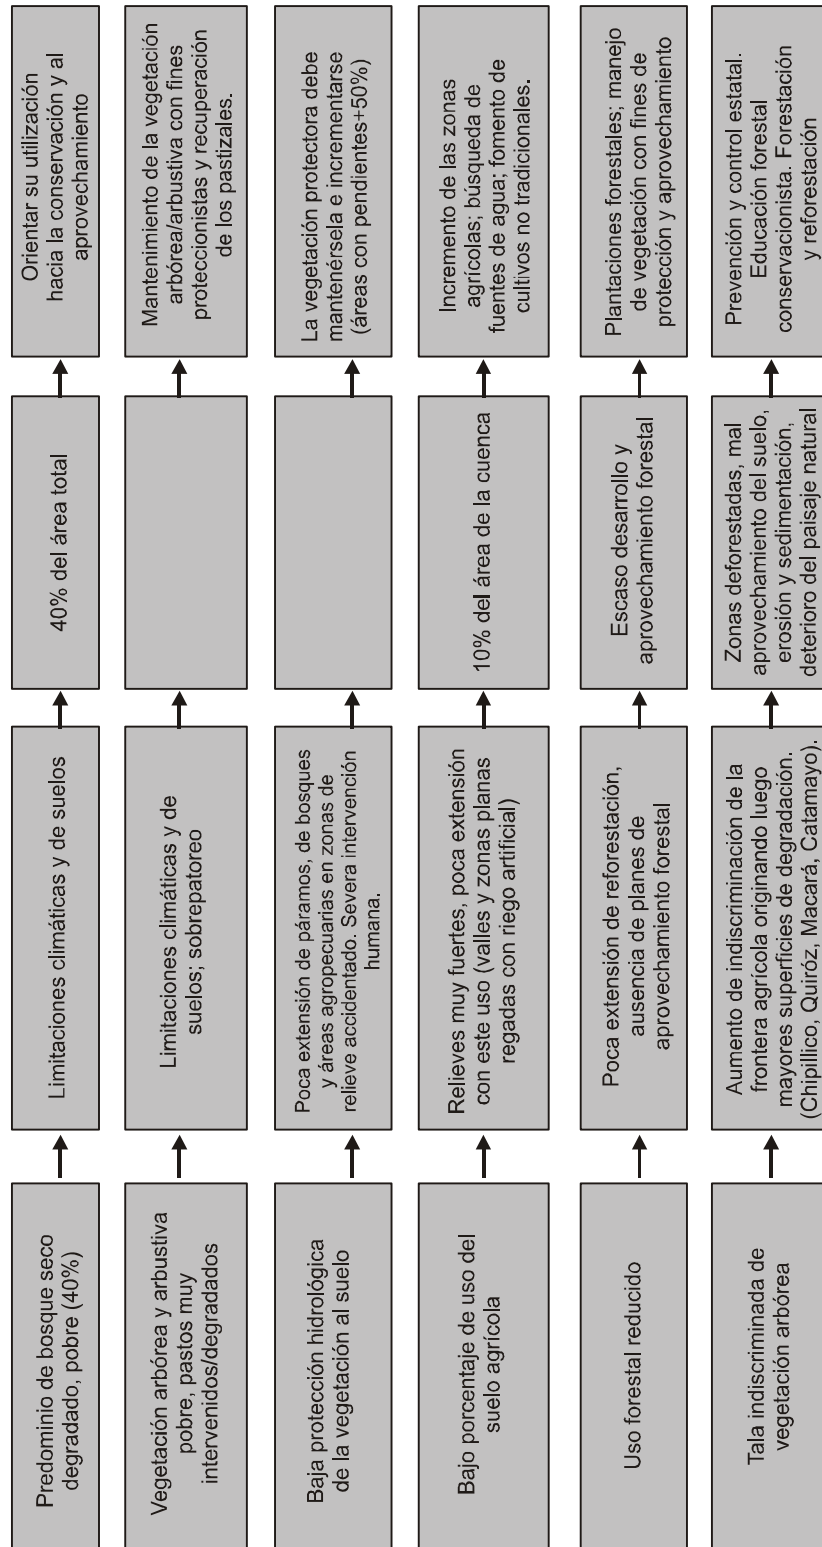 Predominio de bosque seco
degradado, pobre (40%)
Limitaciones climáticas y de suelos
40% del área total
Orientar su utilización
hacia la conservación y al
aprovechamiento
Vegetación arbórea y arbustiva
pobre, pastos muy
intervenidos/degradados
Limitaciones climáticas y de
suelos; sobrepatoreo
Mantenimiento de la vegetación
arbórea/arbustiva con fines
proteccionistas y recuperación
de los pastizales.
Baja protección hidrológica
de la vegetación al suelo
Poca extensión de páramos, de bosques
y áreas agropecuarias en zonas de
relieve accidentado. Severa intervención
humana.
La vegetación protectora debe
mantenérsela e incrementarse
(áreas con pendientes+50%)
Bajo porcentaje de uso del
suelo agrícola
Relieves muy fuertes, poca extensión
con este uso (valles y zonas planas
regadas con riego artificial)
10% del área de la cuenca
Incremento de las zonas
agrícolas; búsqueda de
fuentes de agua; fomento de
cultivos no tradicionales.
Uso forestal reducido
Poca extensión de reforestación,
ausencia de planes de
aprovechamiento forestal
Escaso desarrollo y
aprovechamiento forestal
Plantaciones forestales; manejo
de vegetación con fines de
protección y aprovechamiento
Tala indiscriminada de
vegetación arbórea
Aumento de indiscriminación de la
frontera agrícola originando luego
mayores superficies de degradación.
(Chipillico, Quiróz, Macará, Catamayo).
Zonas deforestadas, mal
aprovechamiento del suelo,
erosión y sedimentación,
deterioro del paisaje natural
Prevención y control estatal.
Educación forestal
conservacionista. Forestación
y reforestación